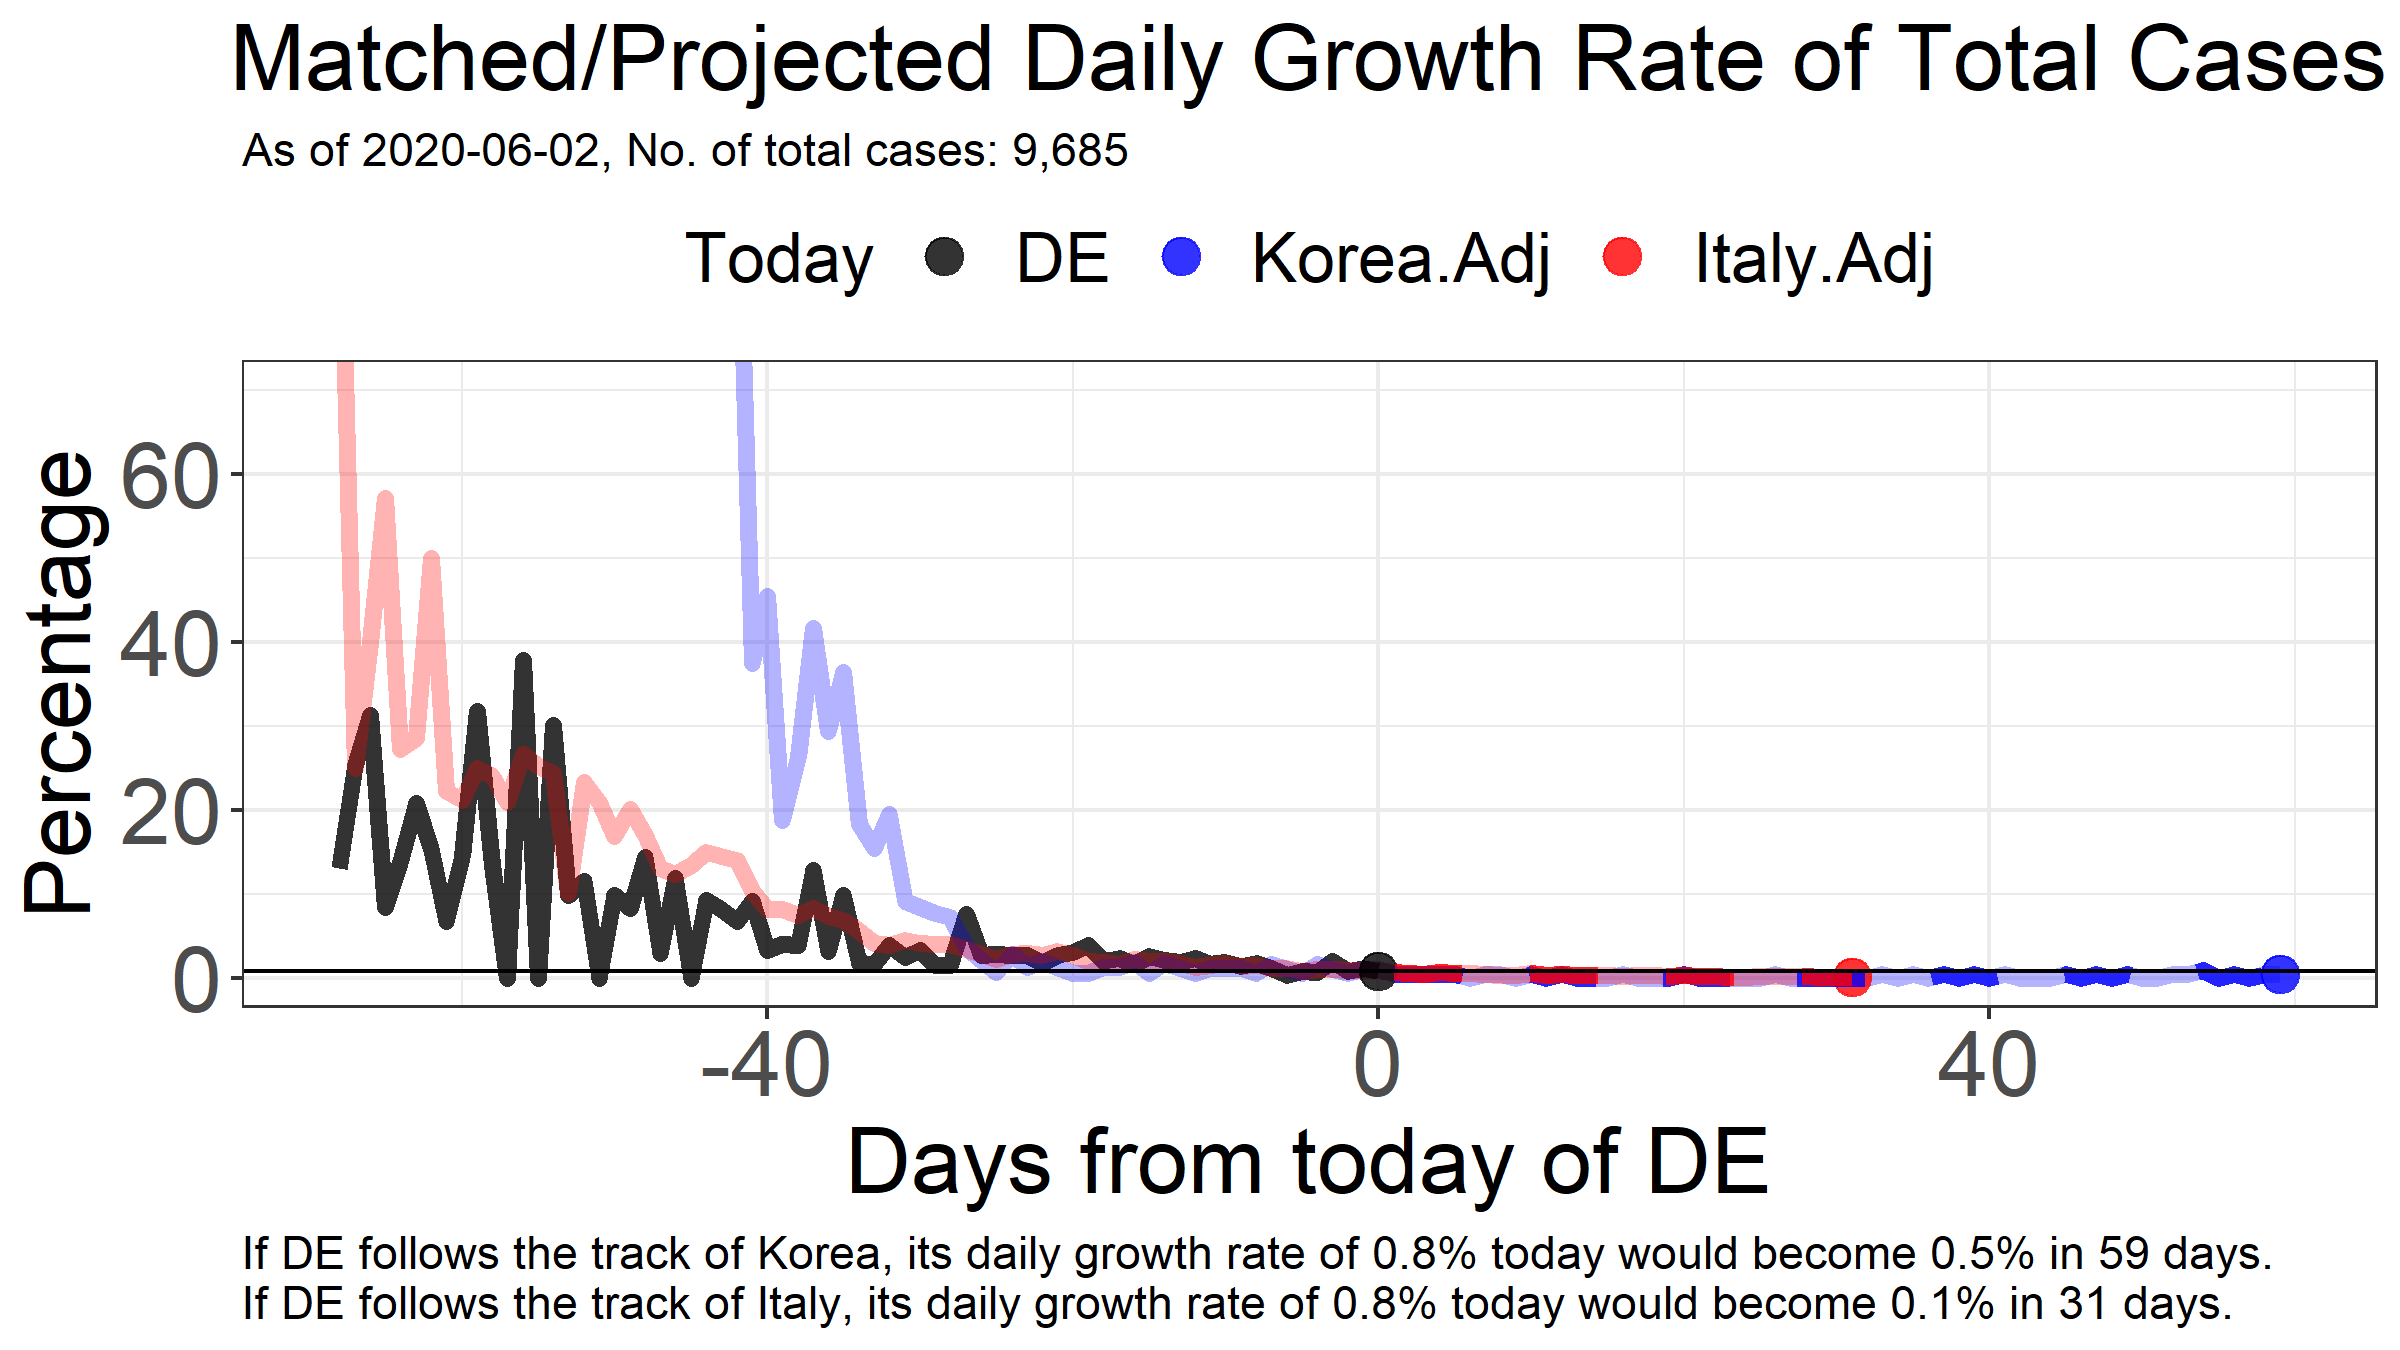 Matched/Projected Daily Growth Rate of Total Cases
As of 2020-06-02, No. of total cases: 9,685
Today DE Korea.Adj Italy.Adj
Percentage
60
40
20
0
-40 0 40
Days from today of DE
If DE follows the track of Korea, its daily growth rate of 0.8% today would become 0.5% in 59 days.
If DE follows the track of Italy, its daily growth rate of 0.8% today would become 0.1% in 31 days.